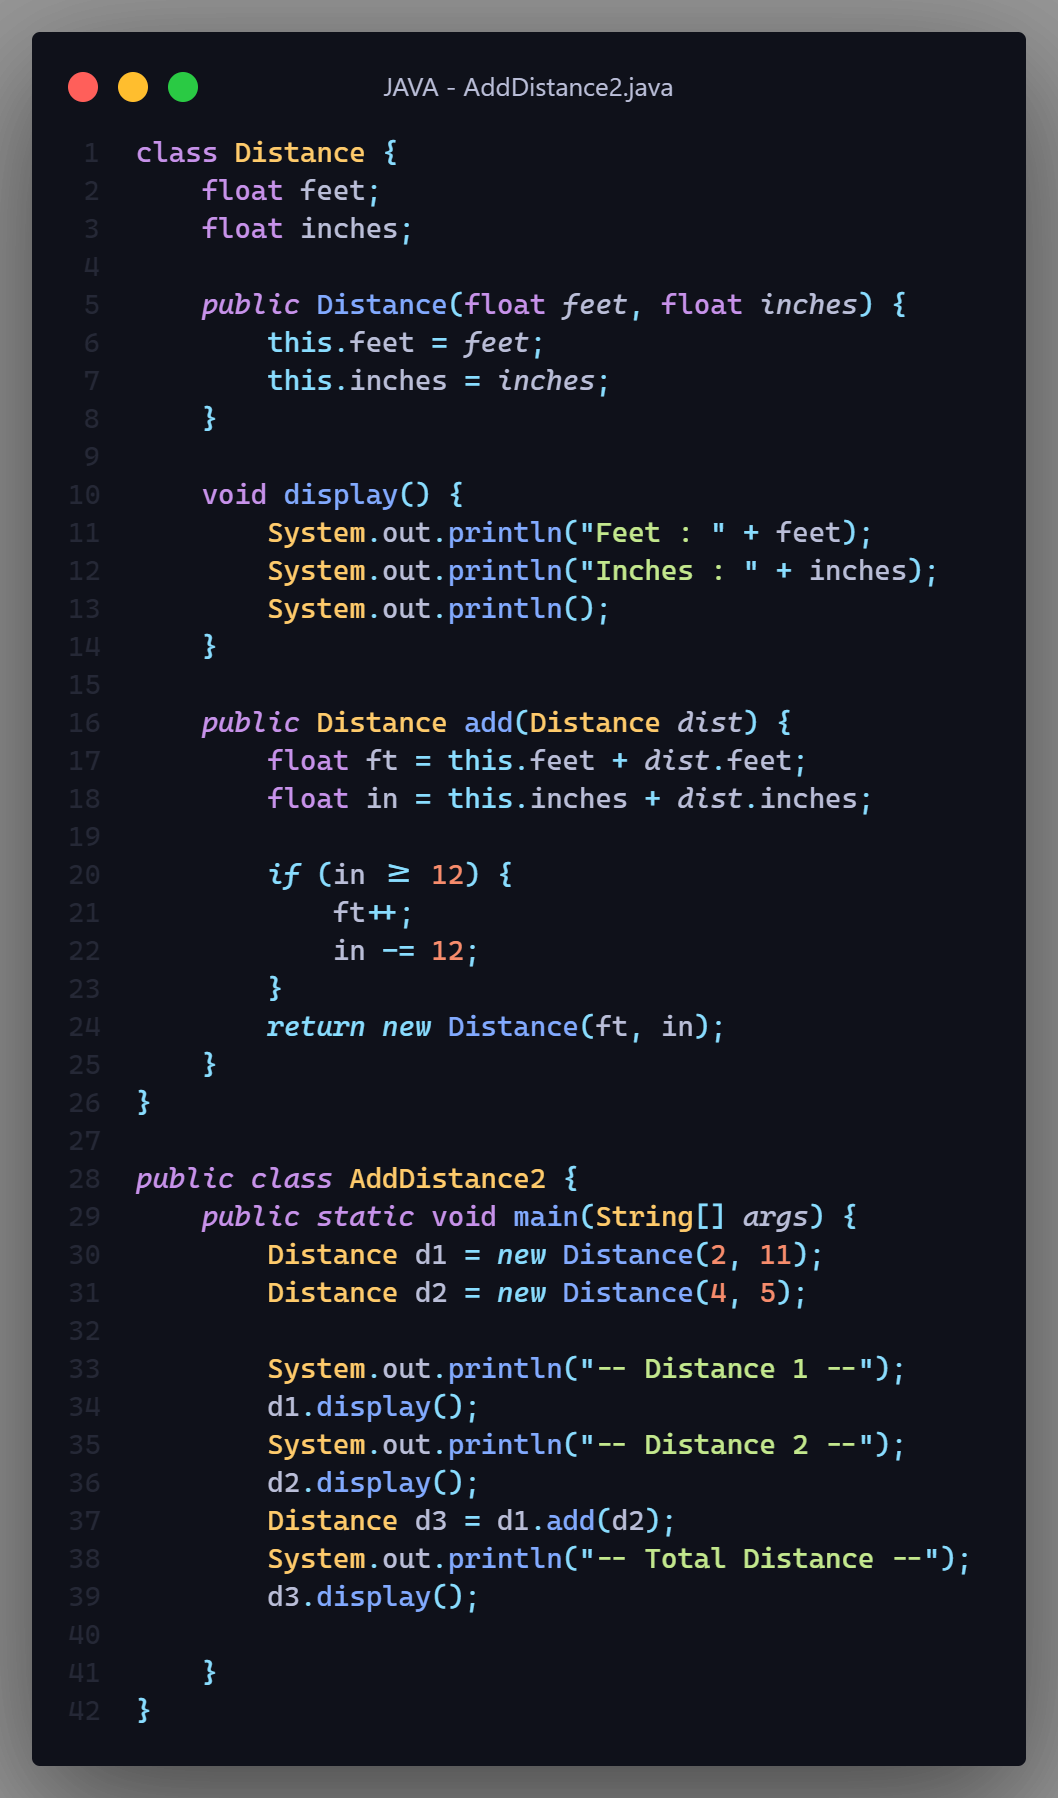 JAVA - AddDistance2.java
1 class Distance {
2     float feet;
3     float inches;
4
5     public Distance(float feet, float inches) {
6         this.feet = feet;
7         this.inches = inches;
8     }
9
10     void display() {
11         System.out.println("Feet : " + feet);
12         System.out.println("Inches : " + inches);
13         System.out.println();
14     }
15
16     public Distance add(Distance dist) {
17         float ft = this.feet + dist.feet;
18         float in = this.inches + dist.inches;
19
20         if (in ≥ 12) {
21             ft++;
22             in -= 12;
23         }
24         return new Distance(ft, in);
25     }
26 }
27
28 public class AddDistance2 {
29     public static void main(String[] args) {
30         Distance d1 = new Distance(2, 11);
31         Distance d2 = new Distance(4, 5);
32
33         System.out.println("-- Distance 1 --");
34         d1.display();
35         System.out.println("-- Distance 2 --");
36         d2.display();
37         Distance d3 = d1.add(d2);
38         System.out.println("-- Total Distance --");
39         d3.display();
40
41     }
42 }